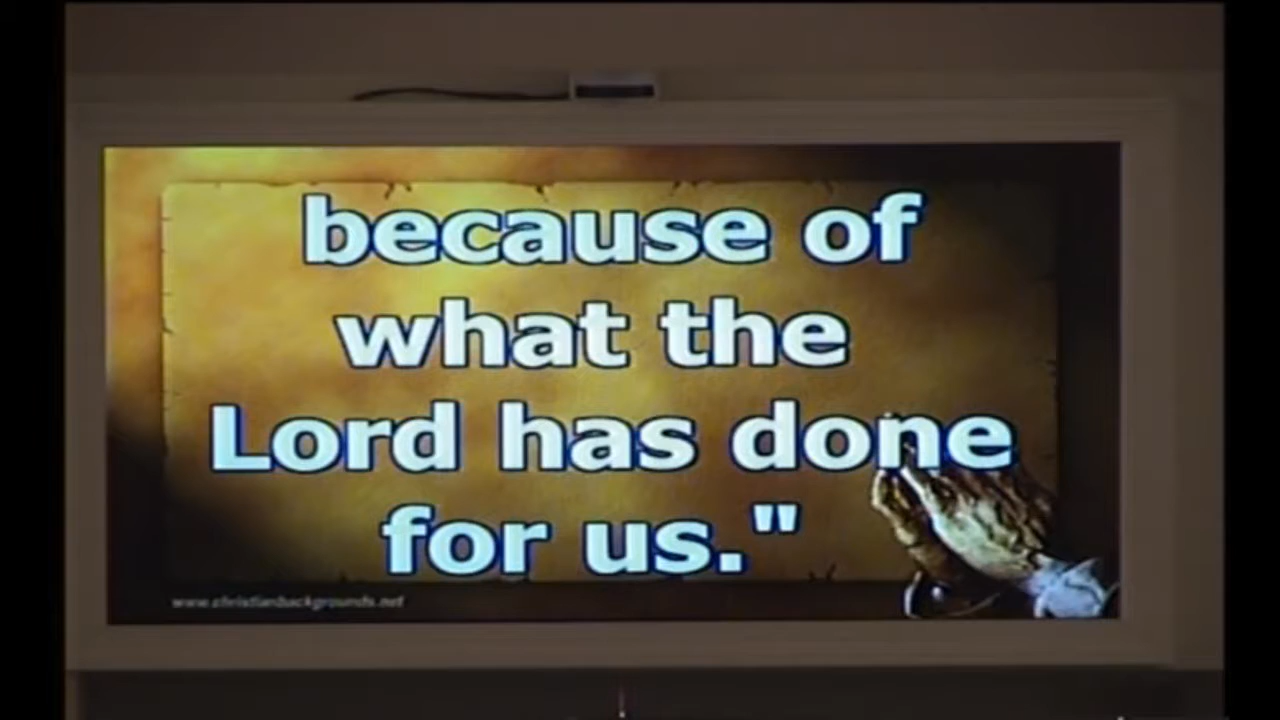 because of
what the
Lord has done
for us."
www.christianbackgrounds.net